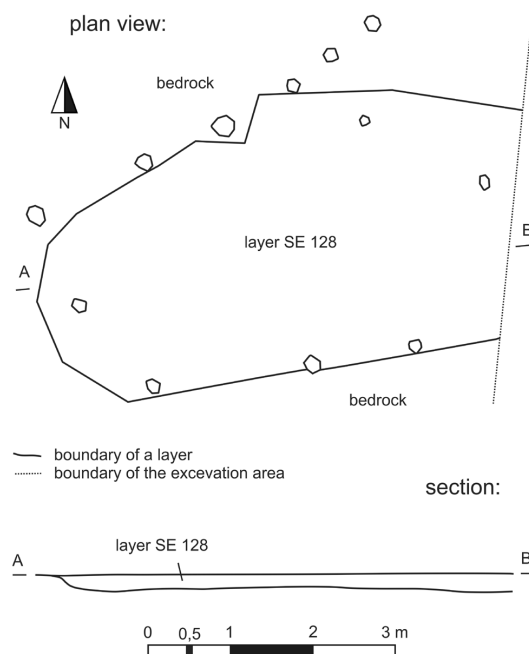 plan view:
bedrock
N
A
B
layer SE 128
bedrock
boundary of a layer
boundary of the excevation area
section:
layer SE 128
A
B
0 0,5 1 2 3 m